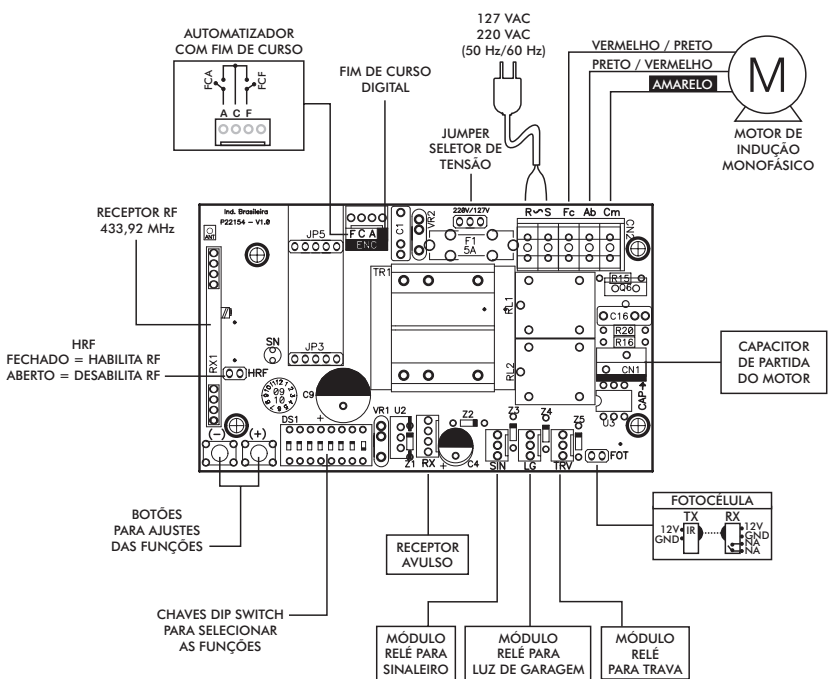 AUTOMATIZADOR
COM FIM DE CURSO
FCA
FCF
A C F
FIM DE CURSO
DIGITAL
127 VAC
220 VAC
(50 Hz/60 Hz)
JUMPER
SELETOR DE
TENSÃO
VERMELHO / PRETO
PRETO / VERMELHO
AMARELO
M
MOTOR DE
INDUÇÃO
MONOFÁSICO
RECEPTOR RF
433,92 MHz
Ind. Brasileira
P22154 - V1.0
ANT
JP5
F C A
ENC
C1
VR2
220V/127V
F1
5A
R S Fc Ab Cm
CN2
TR1
RL1
R15
Q6
C16
R20
R16
CN1
CAP
U3
RL2
HRF
FECHADO = HABILITA RF
ABERTO = DESABILITA RF
RX1
SN
HRF
JP3
09
10
C9
CAPACITOR
DE PARTIDA
DO MOTOR
(-)
(+)
DS1
VR1
U2
Z1
RX
Z2
C4
Z3
SIN
Z4
LG
Z5
TRV
FOT
BOTÕES
PARA AJUSTES
DAS FUNÇÕES
RECEPTOR
AVULSO
FOTOCÉLULA
TX
RX
12V
GND
IR
12V
GND
NA
NA
CHAVES DIP SWITCH
PARA SELECIONAR
AS FUNÇÕES
MÓDULO
RELÉ PARA
SINALEIRO
MÓDULO
RELÉ PARA
LUZ DE GARAGEM
MÓDULO
RELÉ
PARA TRAVA